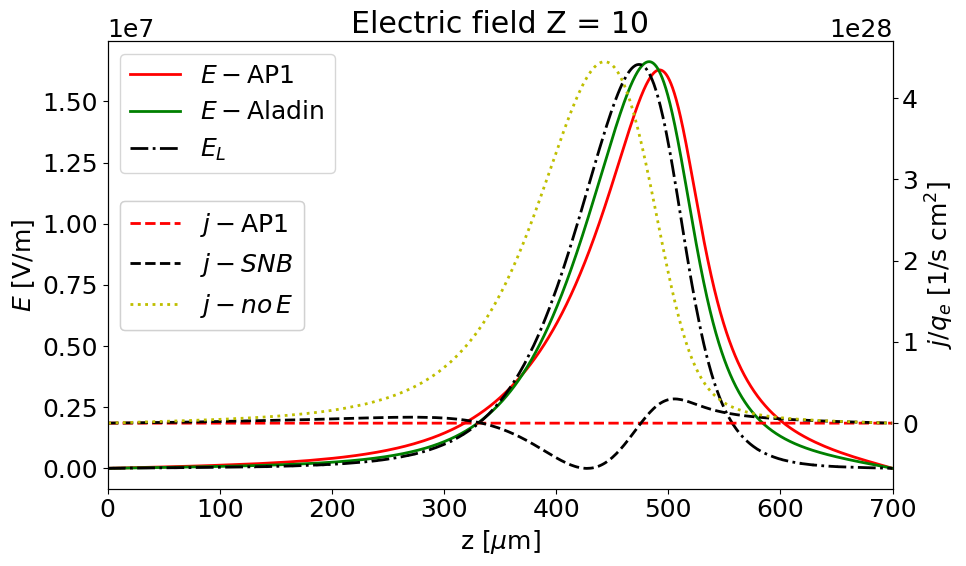 Electric field Z = 10
1e7
1e28
E − AP1
E − Aladin
E_L
j − AP1
j − SNB
j − no E
E [V/m]
1.50
1.25
1.00
0.75
0.50
0.25
0.00
j/q_e [1/s cm²]
4
3
2
1
0
0 100 200 300 400 500 600 700
z [μm]